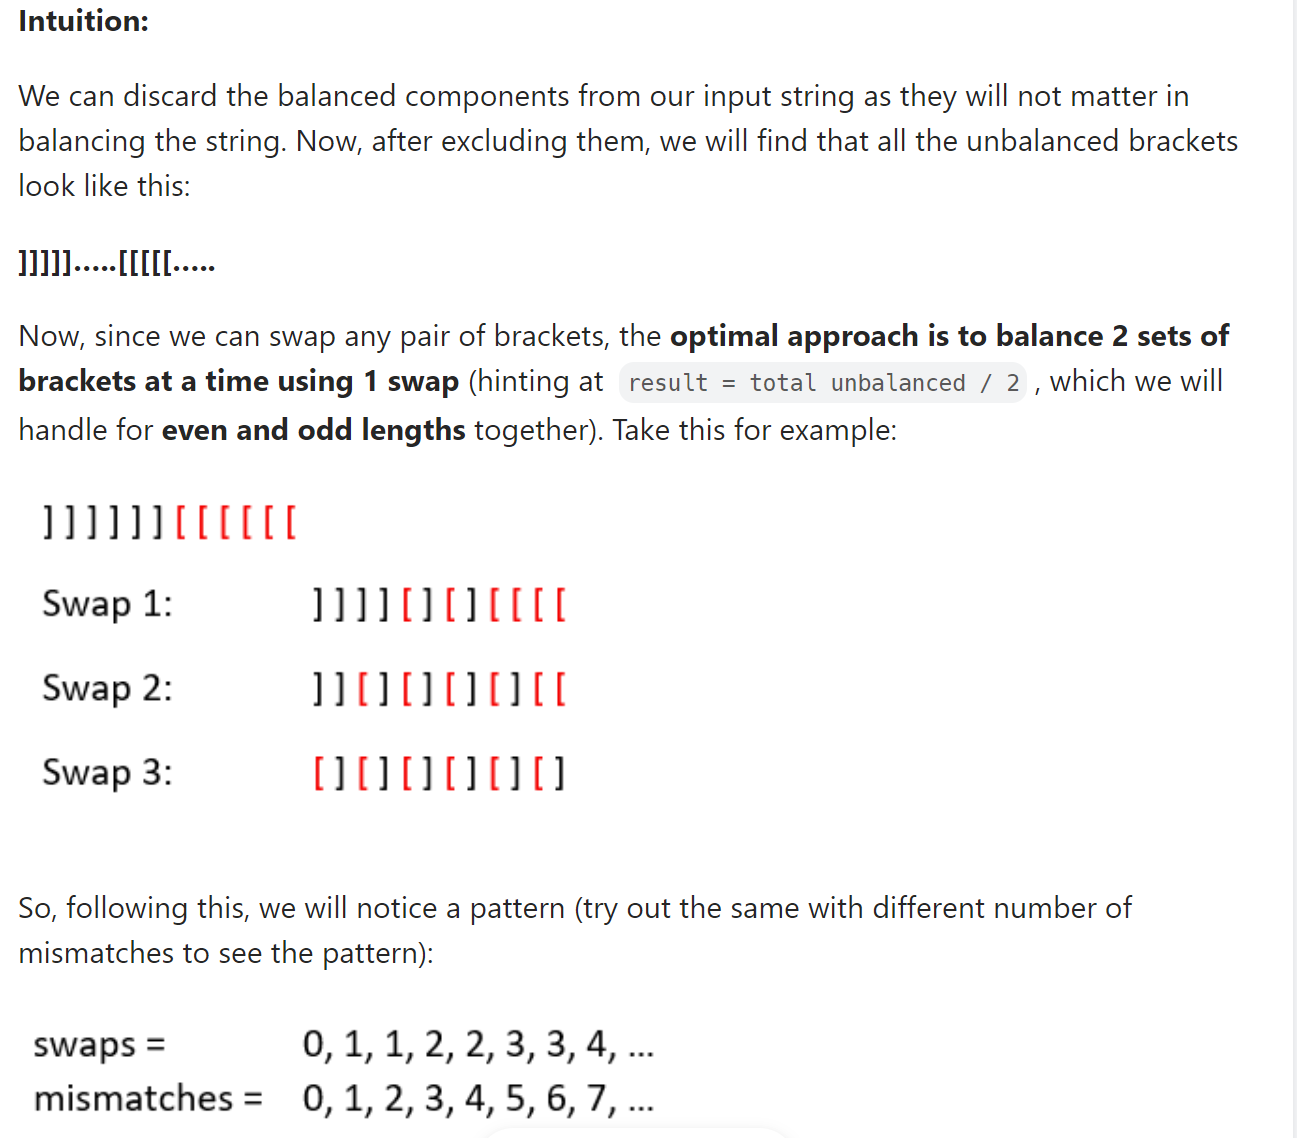 Intuition:
We can discard the balanced components from our input string as they will not matter in
balancing the string. Now, after excluding them, we will find that all the unbalanced brackets
look like this:
]]]]].....[[[[[.....
Now, since we can swap any pair of brackets, the optimal approach is to balance 2 sets of
brackets at a time using 1 swap (hinting at result = total unbalanced / 2 , which we will
handle for even and odd lengths together). Take this for example:
] ] ] ] ] ] [ [ [ [ [ [
Swap 1: ] ] ] ] [ ] [ ] [ [ [ [
Swap 2: ] ] [ ] [ ] [ ] [ ] [ [
Swap 3: [ ] [ ] [ ] [ ] [ ] [ ]
So, following this, we will notice a pattern (try out the same with different number of
mismatches to see the pattern):
swaps = 0, 1, 1, 2, 2, 3, 3, 4, ...
mismatches = 0, 1, 2, 3, 4, 5, 6, 7, ...